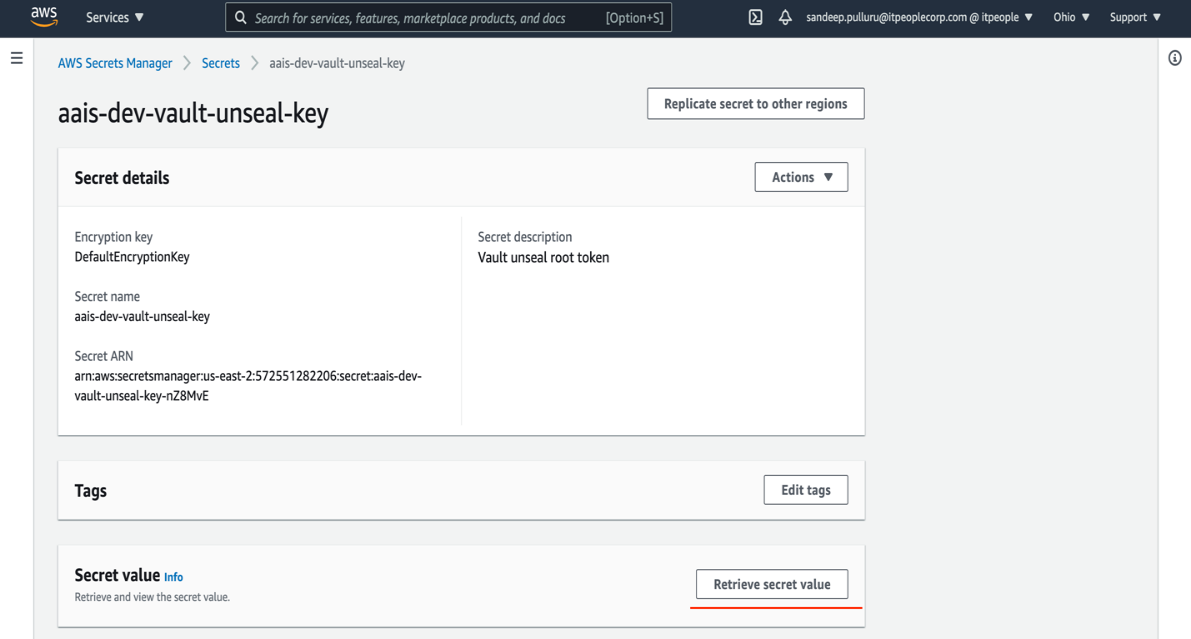 aws Services ▼ Search for services, features, marketplace products, and docs [Option+S] sandeep.pulluru@itpeoplecorp.com @ itpeople ▼ Ohio ▼ Support ▼
AWS Secrets Manager > Secrets > aais-dev-vault-unseal-key
aais-dev-vault-unseal-key
Replicate secret to other regions
Secret details
Actions ▼
Encryption key
DefaultEncryptionKey
Secret name
aais-dev-vault-unseal-key
Secret ARN
arn:aws:secretsmanager:us-east-2:572551282206:secret:aais-dev-
vault-unseal-key-nZ8MvE
Secret description
Vault unseal root token
Tags
Edit tags
Secret value Info
Retrieve and view the secret value.
Retrieve secret value